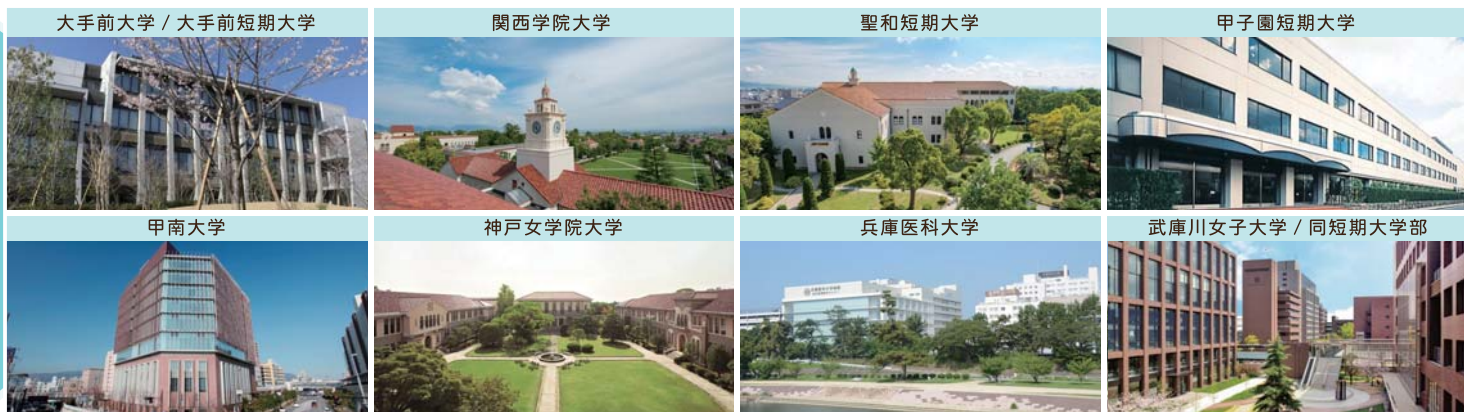 大手前大学 / 大手前短期大学
関西学院大学
聖和短期大学
甲子園短期大学
甲南大学
神戸女学院大学
兵庫医科大学
武庫川女子大学 / 同短期大学部